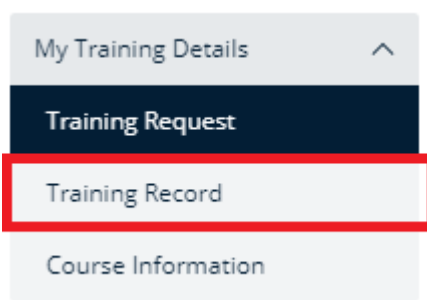 My Training Details
Training Request
Training Record
Course Information